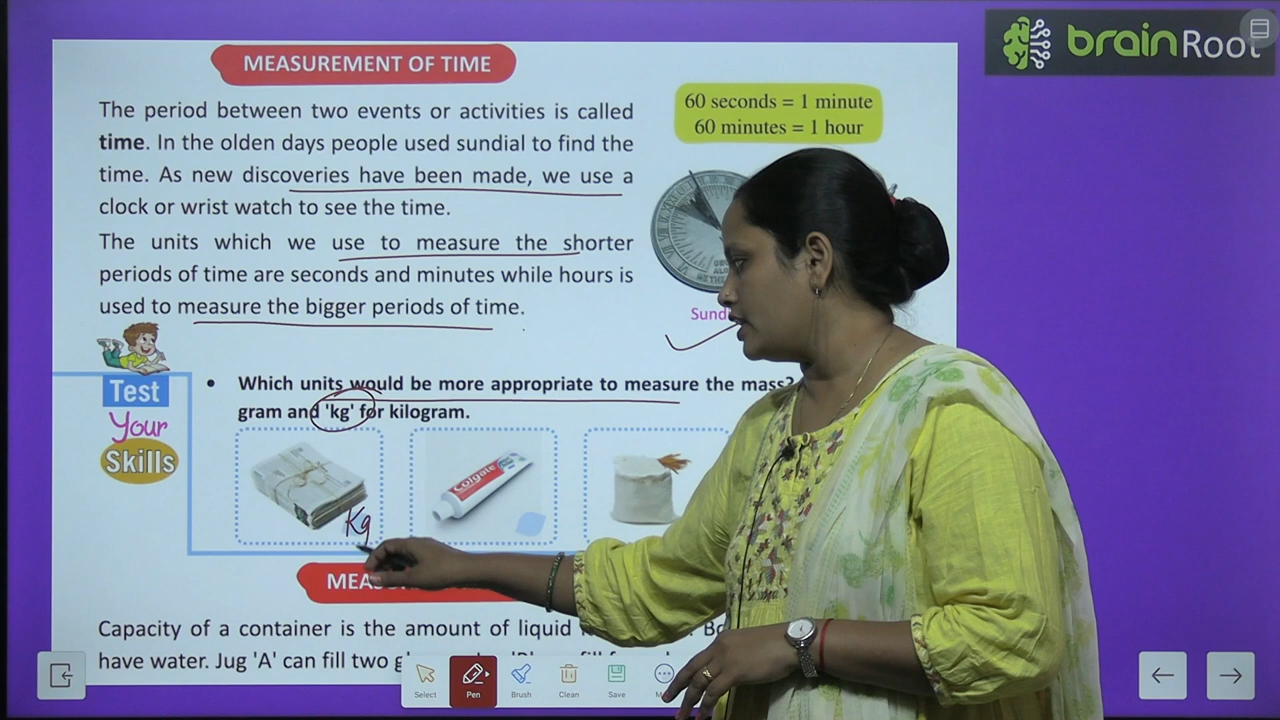 brainRoot
MEASUREMENT OF TIME
60 seconds = 1 minute
60 minutes = 1 hour
The period between two events or activities is called
time. In the olden days people used sundial to find the
time. As new discoveries have been made, we use a
clock or wrist watch to see the time.
The units which we use to measure the shorter
periods of time are seconds and minutes while hours is
used to measure the bigger periods of time.
Test
Your
Skills
• Which units would be more appropriate to measure the mass?
gram and 'kg' for kilogram.
Colgate
Kg
Capacity of a container is the amount of liquid
have water. Jug 'A' can fill two
Select
Pen
Brush
Clean
Save